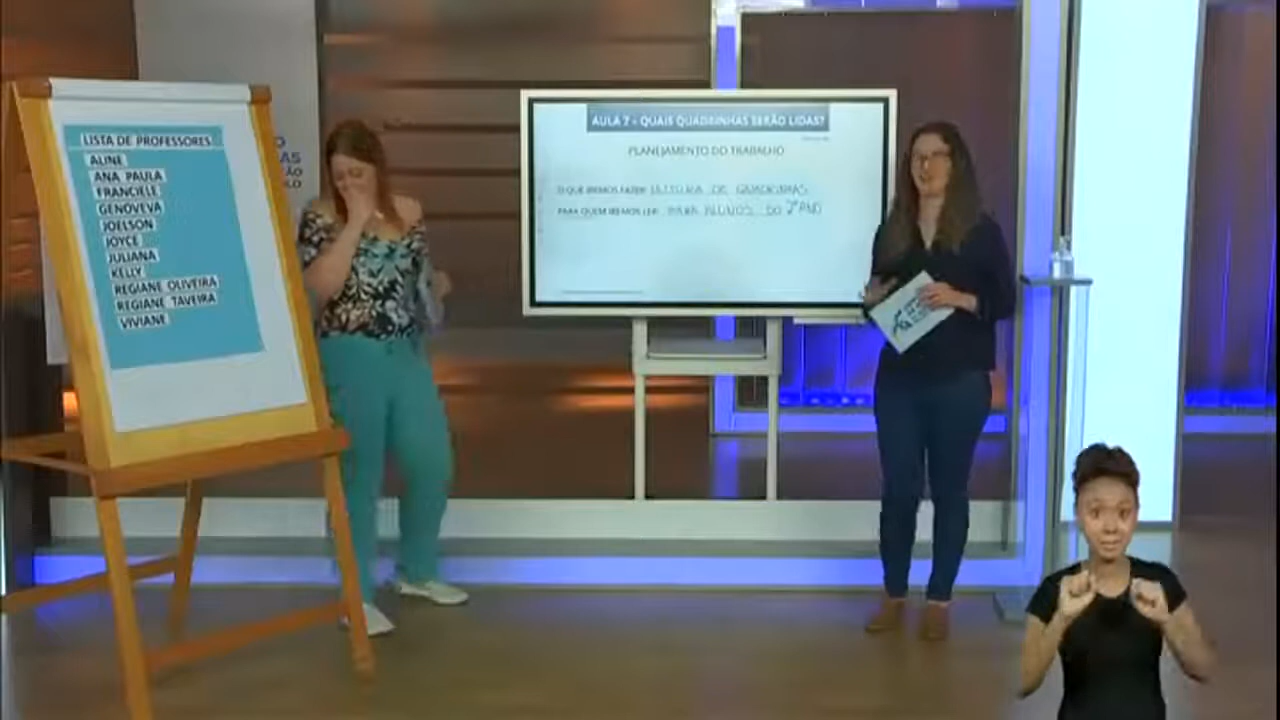 LISTA DE PROFESSORES
ALINE
ANA PAULA
FRANCIELE
GENOVEVA
JOELSON
JOYCE
JULIANA
KELLY
REGIANE OLIVEIRA
REGIANE TAVEIRA
VIVIANE
AULA 7 - QUAIS QUADRINHAS SERÃO LIDAS?
PLANEJAMENTO DO TRABALHO
O QUE IREMOS FAZER: LEITURA DE QUADRINHAS
PARA QUEM IREMOS LER: PARA ALUNOS DO 2º ANO